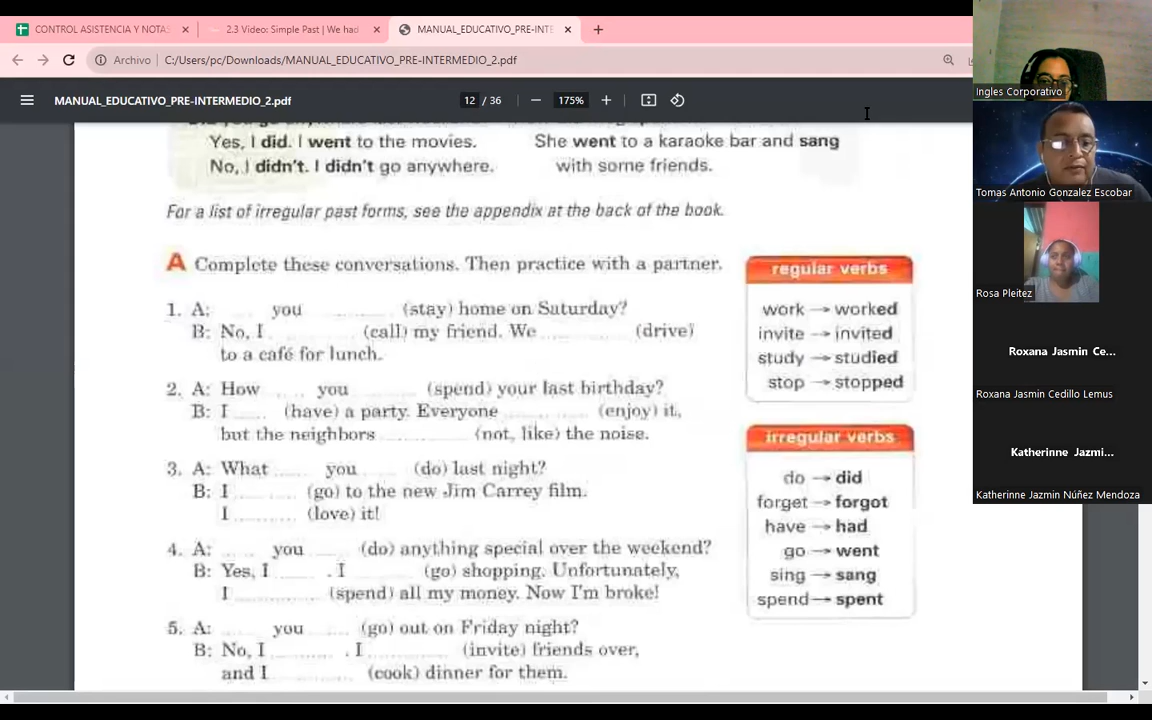 CONTROL ASISTENCIA Y NOTAS
2.3 Video: Simple Past | We had
MANUAL_EDUCATIVO_PRE-INTE
Archivo
C:/Users/pc/Downloads/MANUAL_EDUCATIVO_PRE-INTERMEDIO_2.pdf
MANUAL_EDUCATIVO_PRE-INTERMEDIO_2.pdf
12 / 36
175%
Yes, I did. I went to the movies.
No, I didn't. I didn't go anywhere.
She went to a karaoke bar and sang
with some friends.
For a list of irregular past forms, see the appendix at the back of the book.
A Complete these conversations. Then practice with a partner.
1. A: ...... you ............ (stay) home on Saturday?
B: No, I ............ (call) my friend. We ............ (drive)
to a café for lunch.
2. A: How ...... you ...... (spend) your last birthday?
B: I ...... (have) a party. Everyone ............ (enjoy) it,
but the neighbors ............ (not, like) the noise.
3. A: What ...... you ...... (do) last night?
B: I ............ (go) to the new Jim Carrey film.
I ............ (love) it!
4. A: ...... you ...... (do) anything special over the weekend?
B: Yes, I ........ . I ............ (go) shopping. Unfortunately,
I ............ (spend) all my money. Now I'm broke!
5. A: ...... you ...... (go) out on Friday night?
B: No, I ............ . I ............ (invite) friends over,
and I ............ (cook) dinner for them.
regular verbs
work → worked
invite → invited
study → studied
stop → stopped
irregular verbs
do → did
forget → forgot
have → had
go → went
sing → sang
spend → spent
Ingles Corporativo
Tomas Antonio Gonzalez Escobar
Rosa Pleitez
Roxana Jasmin Ce...
Roxana Jasmin Cedillo Lemus
Katherinne Jazmi...
Katherinne Jazmin Núñez Mendoza